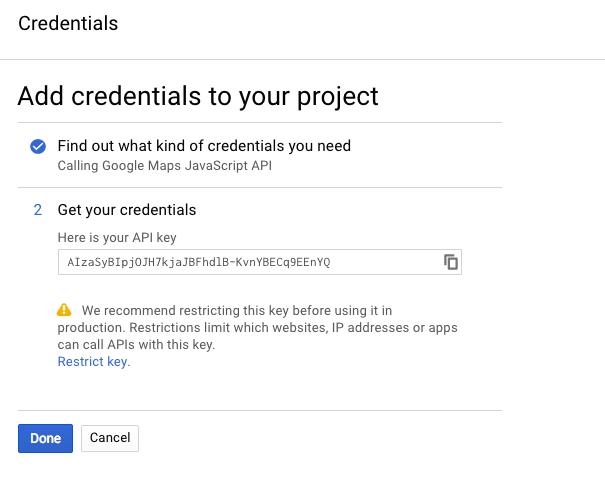 Credentials
Add credentials to your project
Find out what kind of credentials you need
Calling Google Maps JavaScript API
2 Get your credentials
Here is your API key
AIzaSyBIpjOJH7kjaJBFhdlB-KvnYBECq9EEnYQ
We recommend restricting this key before using it in
production. Restrictions limit which websites, IP addresses or apps
can call APIs with this key.
Restrict key.
Done Cancel